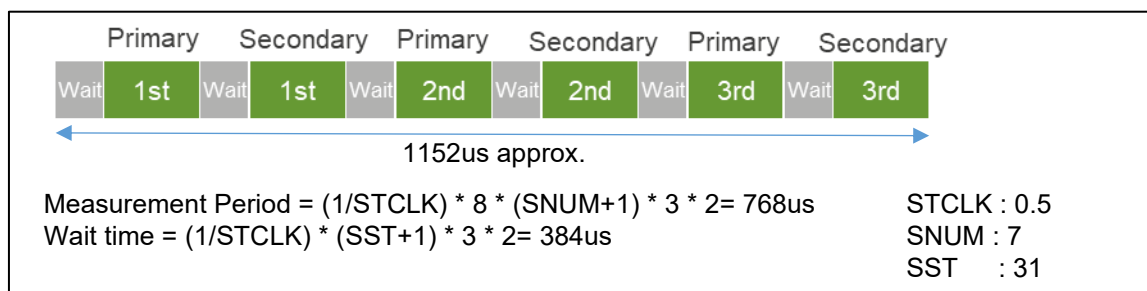 Primary Secondary Primary Secondary Primary Secondary
Wait 1st Wait 1st Wait 2nd Wait 2nd Wait 3rd Wait 3rd
1152us approx.
Measurement Period = (1/STCLK) * 8 * (SNUM+1) * 3 * 2= 768us STCLK : 0.5
Wait time = (1/STCLK) * (SST+1) * 3 * 2= 384us SNUM : 7
SST : 31